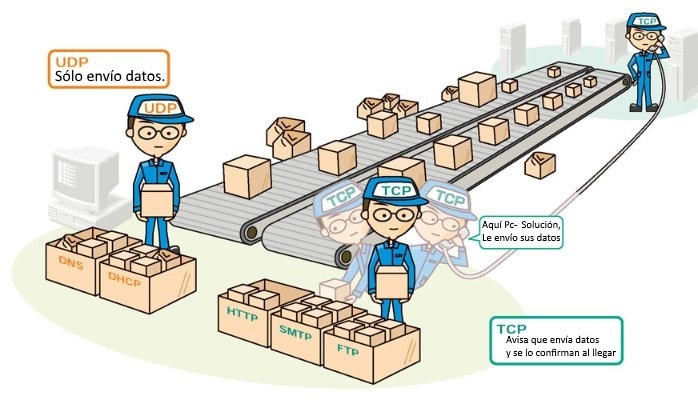 UDP
Sólo envío datos.
UDP
TCP
TCP
TCP
TCP
Aquí Pc- Solución,
Le envío sus datos
DNS
DHCP
HTTP
SMTP
FTP
TCP
Avisa que envía datos
y se lo confirman al llegar